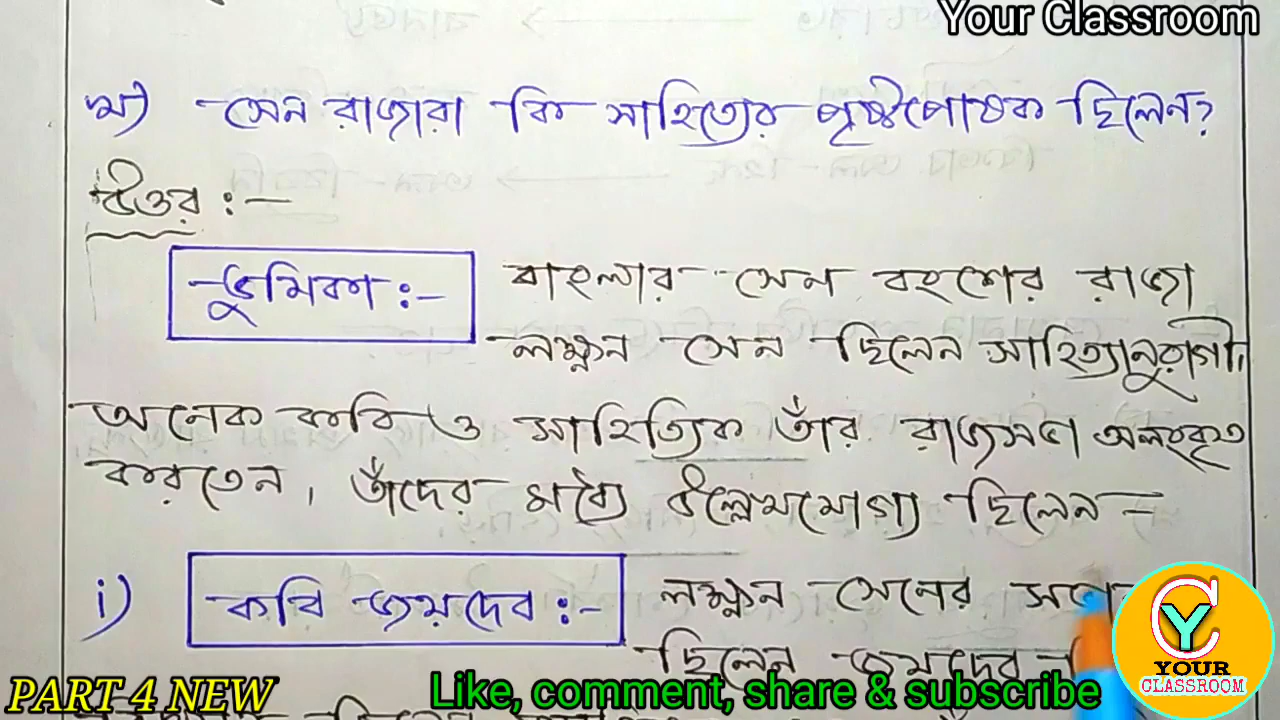 Your Classroom
ঘ) সেন রাজারা কি সাহিত্যের পৃষ্ঠপোষক ছিলেন?
উত্তর :-
ভুমিকা :- বাংলার সেন বংশের রাজা
লক্ষ্মন সেন ছিলেন সাহিত্যানুরাগী।
অনেক কবি ও সাহিত্যিক তাঁর রাজসভা অলংকৃত
করতেন। তাঁদের মধ্যে উল্লেখযোগ্য ছিলেন -
i) কবি জয়দেব :- লক্ষ্মন সেনের
ছিলেন জয়দেব
PART 4 NEW
Like, comment, share & subscribe
CY
YOUR
CLASSROOM